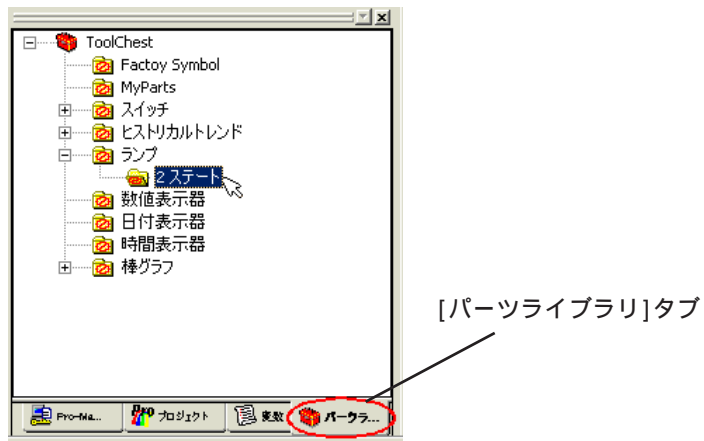 ToolChest
Factoy Symbol
MyParts
スイッチ
ヒストリカルトレンド
ランプ
2 ステート
数値表示器
日付表示器
時間表示器
棒グラフ
[パーツライブラリ]タブ
Pro-Ma...
プロジェクト
変数
パーツラ...